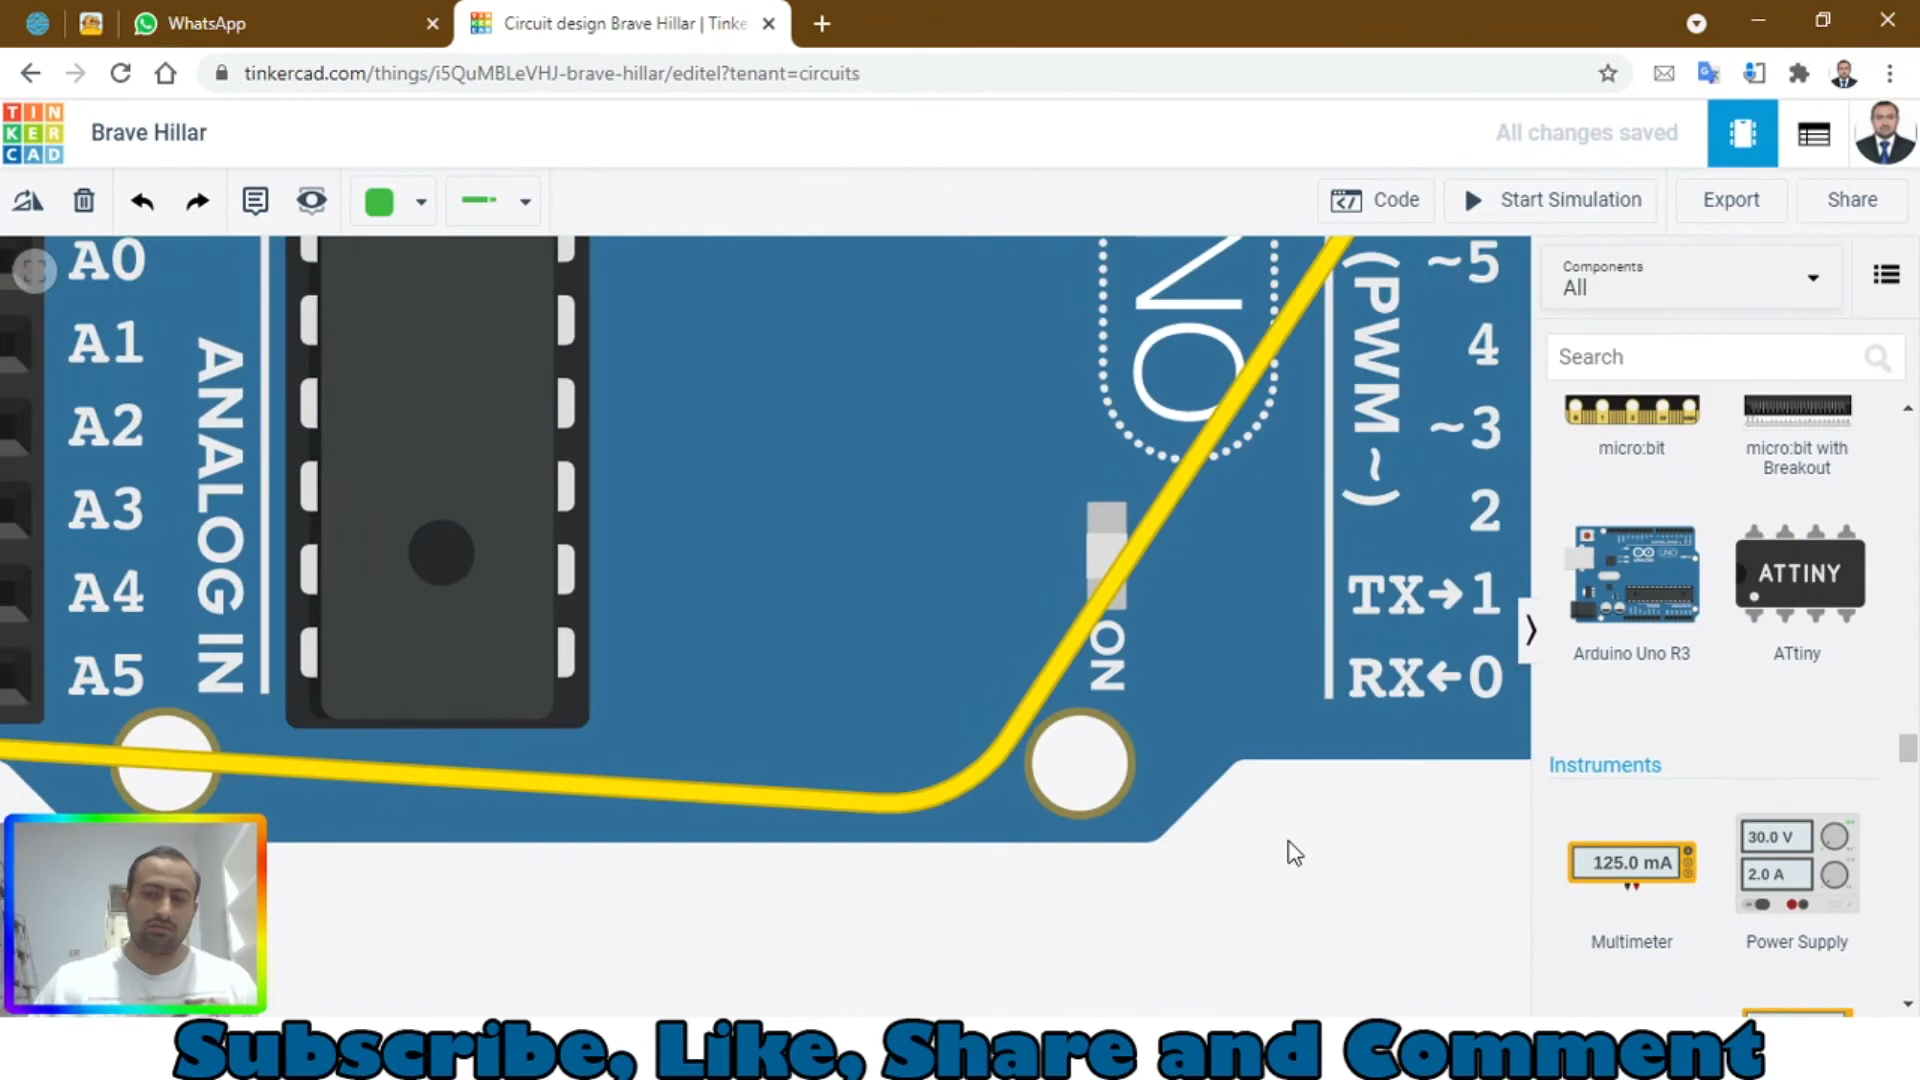 WhatsApp
Circuit design Brave Hillar | Tinke
tinkercad.com/things/i5QuMBLeVHJ-brave-hillar/editel?tenant=circuits
TIN
KER
CAD
Brave Hillar
All changes saved
Code
Start Simulation
Export
Share
A0
A1
A2
A3
A4
A5
ANALOG IN
ON
(PWM ~)
~5
4
~3
2
TX→1
RX←0
Components
All
Search
micro:bit
micro:bit with
Breakout
Arduino Uno R3
ATTINY
ATtiny
Instruments
125.0 mA
30.0 V
2.0 A
Multimeter
Power Supply
Subscribe, Like, Share and Comment